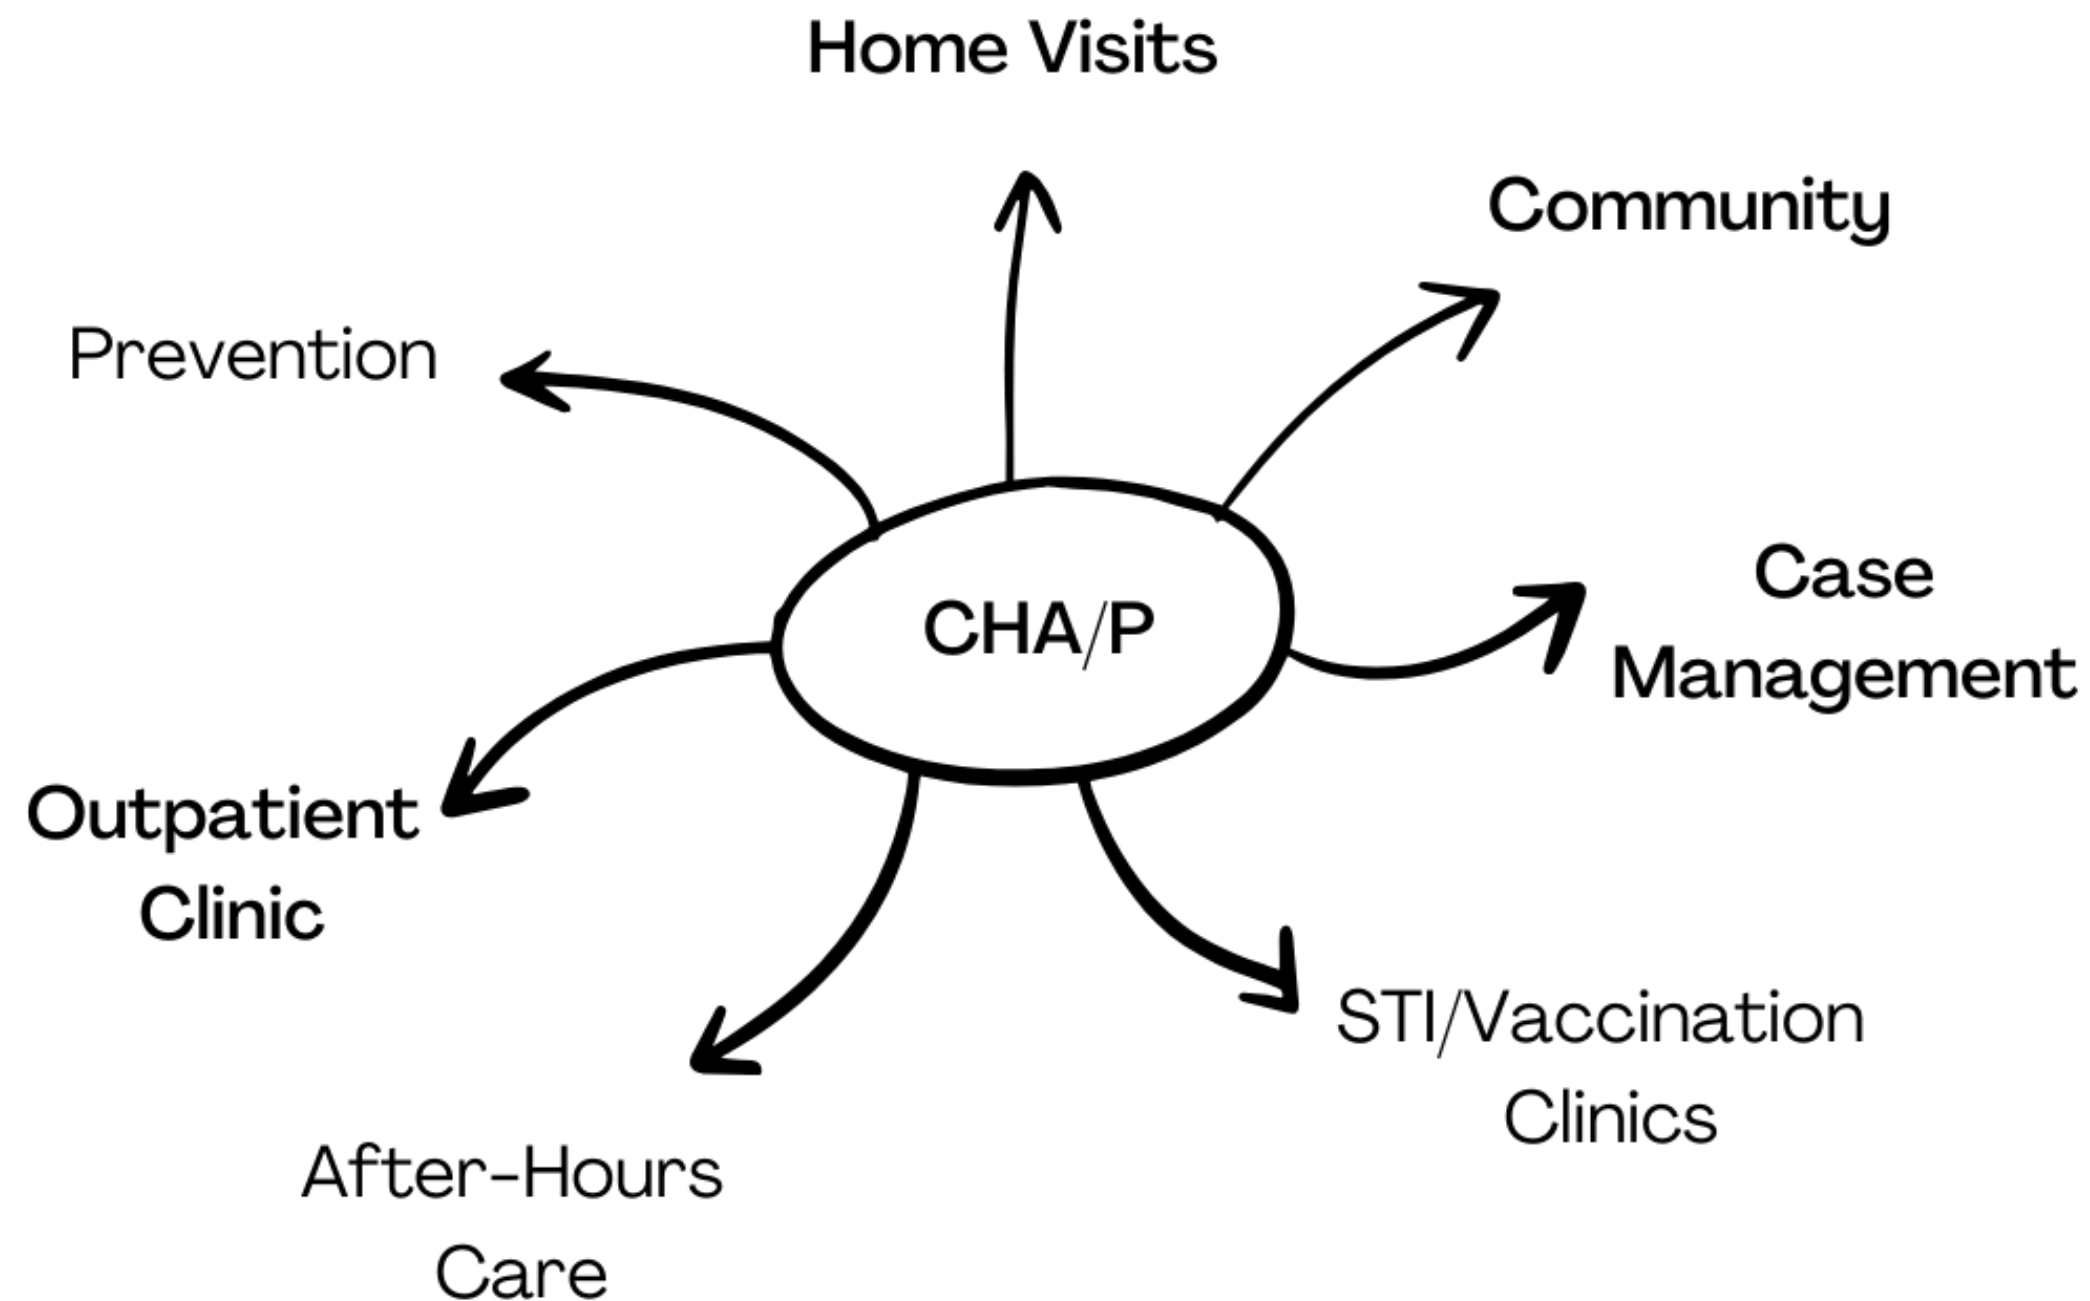 Home Visits
Community
Prevention
Case
Management
CHA/P
Outpatient
Clinic
STI/Vaccination
Clinics
After-Hours
Care